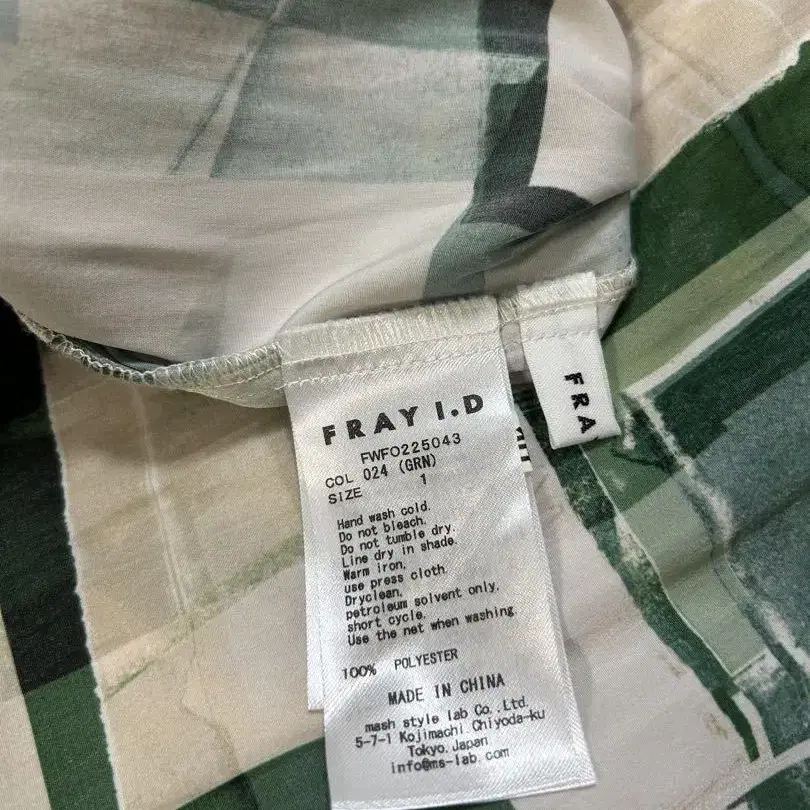 FRAY I.D
FWFO225043
COL 024 (GRN)
SIZE 1
Hand wash cold.
Do not bleach.
Do not tumble dry.
Line dry in shade.
Warm iron,
use press cloth.
Dryclean,
petroleum solvent only,
short cycle.
Use the net when washing
100% POLYESTER
MADE IN CHINA
mash style lab Co.,Ltd.
5-7-1 Kojimachi Chiyoda-ku
Tokyo Japan
info@ms-lab.com
FRA